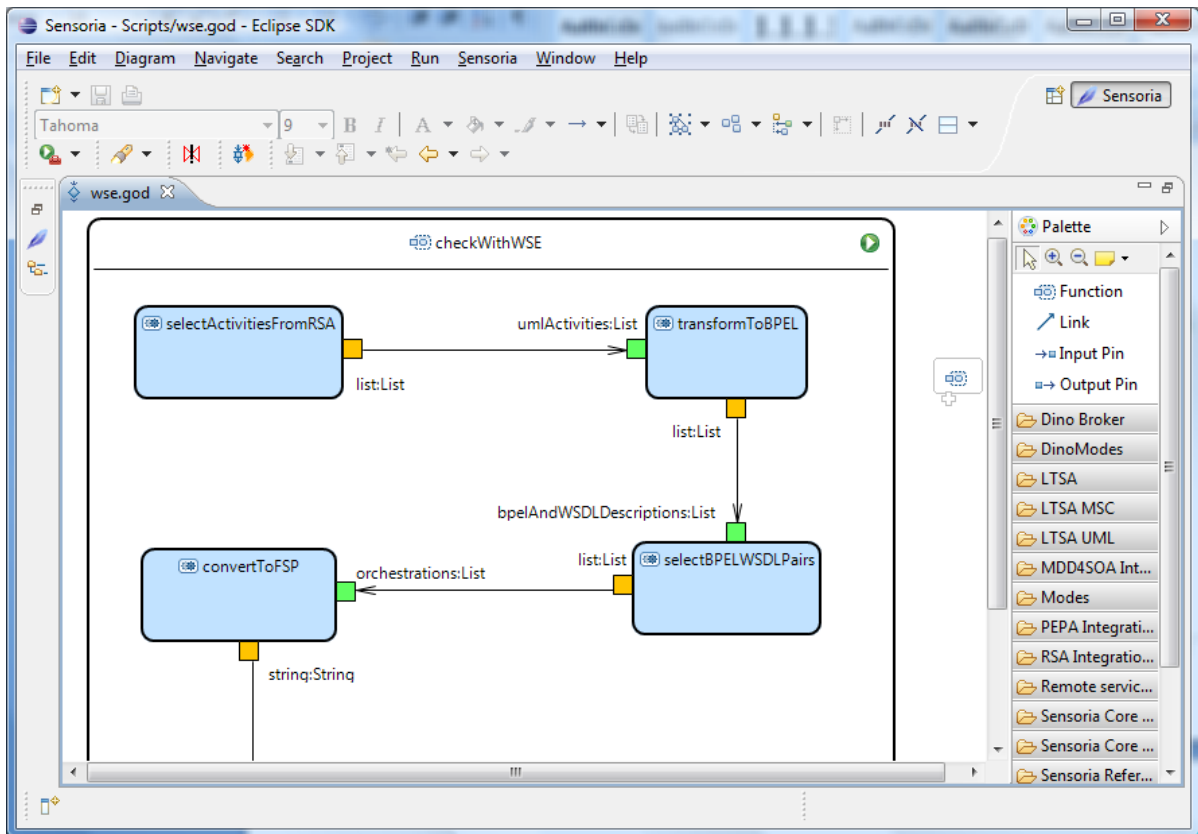 Sensoria - Scripts/wse.god - Eclipse SDK
File Edit Diagram Navigate Search Project Run Sensoria Window Help
Sensoria
Tahoma 9 B I A
wse.god
Palette
checkWithWSE
Function
Link
Input Pin
Output Pin
selectActivitiesFromRSA
umlActivities:List
transformToBPEL
list:List
list:List
Dino Broker
DinoModes
LTSA
LTSA MSC
LTSA UML
MDD4SOA Int...
Modes
PEPA Integrati...
RSA Integratio...
Remote servic...
Sensoria Core ...
Sensoria Core ...
Sensoria Refer...
bpelAndWSDLDescriptions:List
list:List
selectBPELWSDLPairs
convertToFSP
orchestrations:List
string:String